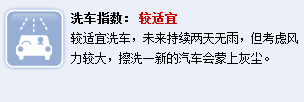 洗车指数：较适宜
较适宜洗车，未来持续两天无雨，但考虑风
力较大，擦洗一新的汽车会蒙上灰尘。